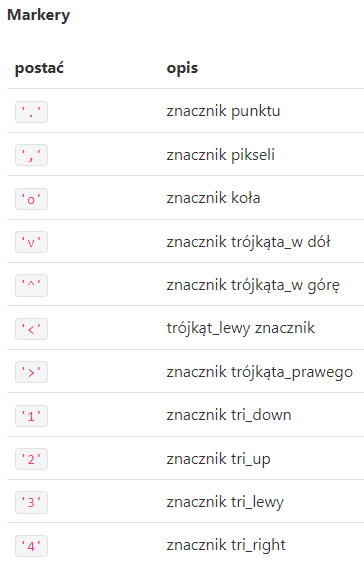 Markery
postać opis
'.' znacznik punktu
',' znacznik pikseli
'o' znacznik koła
'v' znacznik trójkąta_w dół
'^' znacznik trójkąta_w górę
'<' trójkąt_lewy znacznik
'>' znacznik trójkąta_prawego
'1' znacznik tri_down
'2' znacznik tri_up
'3' znacznik tri_lewy
'4' znacznik tri_right